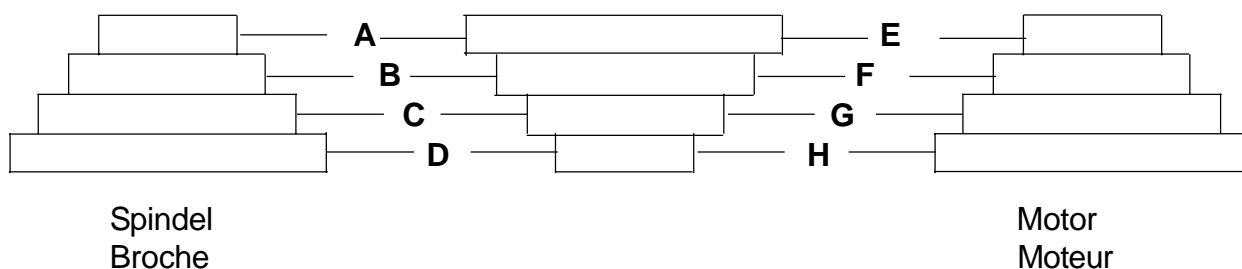 A E
B F
C G
D H
Spindel Motor
Broche Moteur